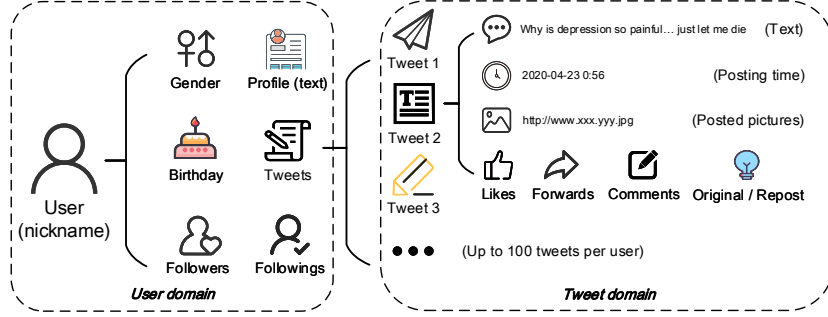 User
(nickname)
Gender
Profile (text)
Birthday
Tweets
Followers
Followings
User domain
Tweet 1
Tweet 2
Tweet 3
Why is depression so painful… just let me die
(Text)
2020-04-23 0:56
(Posting time)
http://www.xxx.yyy.jpg
(Posted pictures)
Likes
Forwards
Comments
Original / Repost
(Up to 100 tweets per user)
Tweet domain